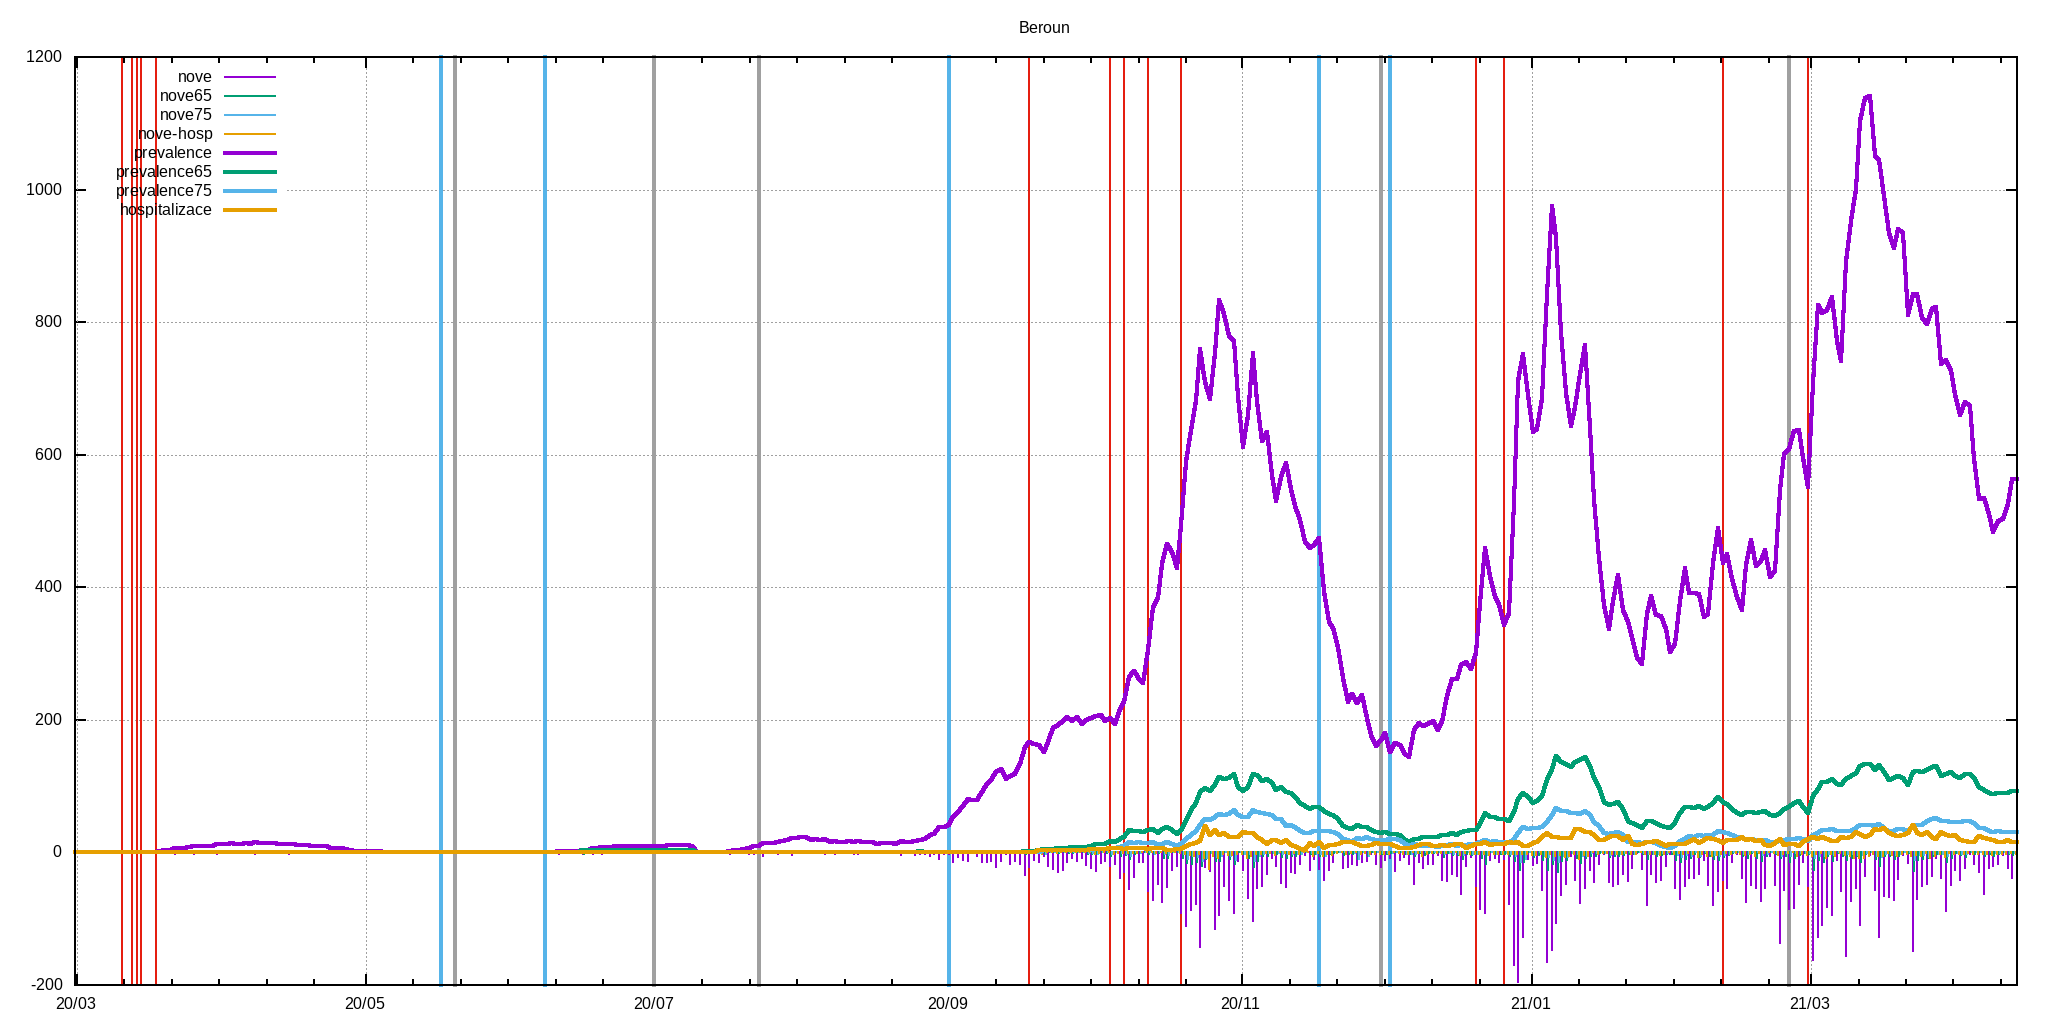 Beroun
1200
1000
800
600
400
200
0
-200
nove
nove65
nove75
nove-hosp
prevalence
prevalence65
prevalence75
hospitalizace
20/03 20/05 20/07 20/09 20/11 21/01 21/03